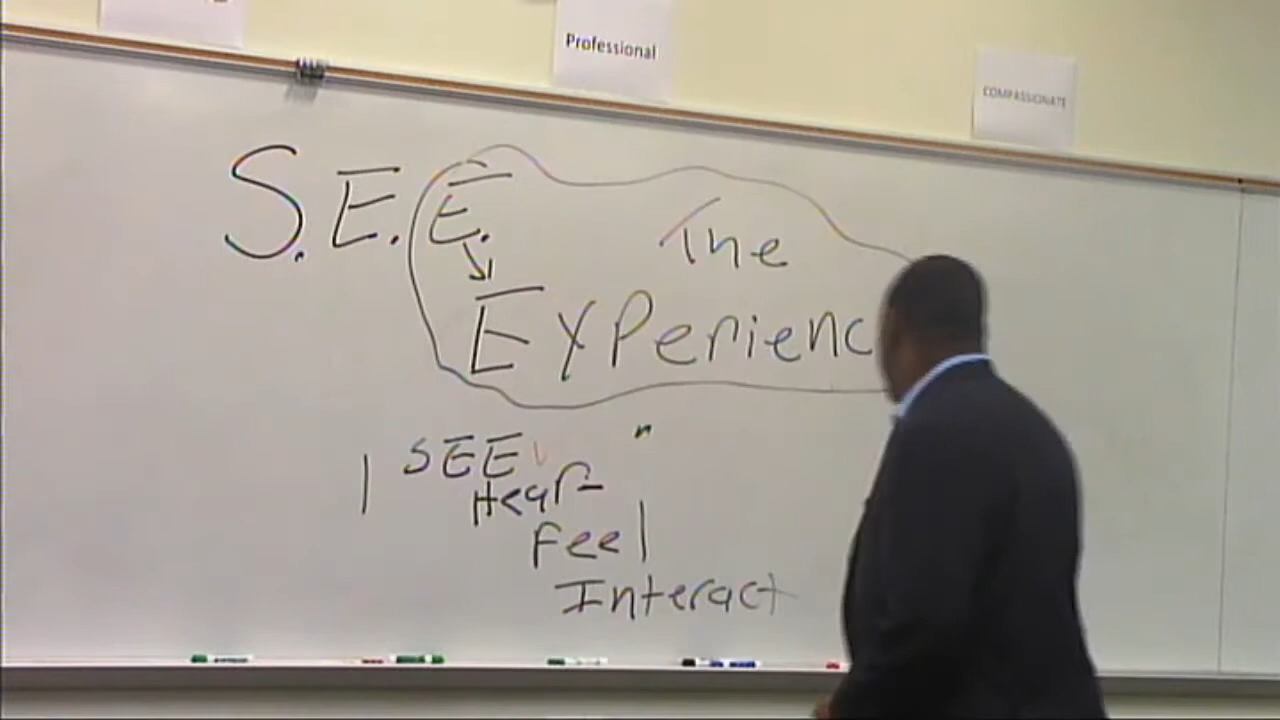 Professional
COMPASSIONATE
S.E.E. The
Experienc
I SEE
Hear
Feel
Interact